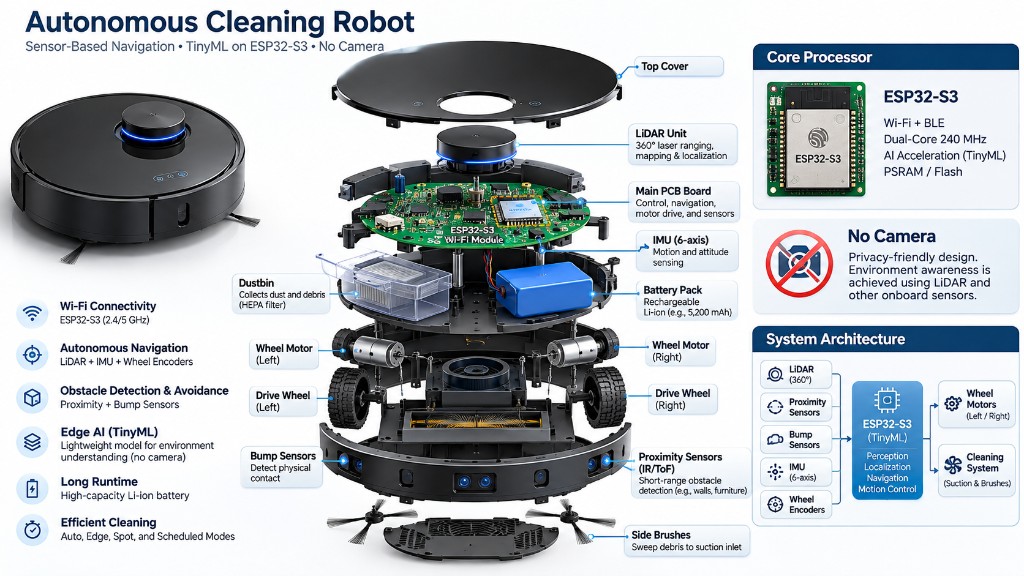 Autonomous Cleaning Robot
Sensor-Based Navigation • TinyML on ESP32-S3 • No Camera
Top Cover
LiDAR Unit
360° laser ranging,
mapping & localization
Main PCB Board
Control, navigation,
motor drive, and sensors
ESP32-S3
Wi-Fi Module
IMU (6-axis)
Motion and attitude
sensing
Dustbin
Collects dust and debris
(HEPA filter)
Battery Pack
Rechargeable
Li-ion (e.g., 5,200 mAh)
Wheel Motor
(Left)
Wheel Motor
(Right)
Drive Wheel
(Left)
Drive Wheel
(Right)
Bump Sensors
Detect physical
contact
Proximity Sensors
(IR/ToF)
Short-range obstacle
detection (e.g., walls, furniture)
Side Brushes
Sweep debris to suction inlet
Wi-Fi Connectivity
ESP32-S3 (2.4/5 GHz)
Autonomous Navigation
LiDAR + IMU + Wheel Encoders
Obstacle Detection & Avoidance
Proximity + Bump Sensors
Edge AI (TinyML)
Lightweight model for environment
understanding (no camera)
Long Runtime
High-capacity Li-ion battery
Efficient Cleaning
Auto, Edge, Spot, and Scheduled Modes
Core Processor
ESP32-S3
ESP32-S3
Wi-Fi + BLE
Dual-Core 240 MHz
AI Acceleration (TinyML)
PSRAM / Flash
No Camera
Privacy-friendly design.
Environment awareness is
achieved using LiDAR and
other onboard sensors.
System Architecture
LiDAR
(360°)
Proximity
Sensors
Bump
Sensors
IMU
(6-axis)
Wheel
Encoders
ESP32-S3
(TinyML)
Perception
Localization
Navigation
Motion Control
Wheel
Motors
(Left / Right)
Cleaning
System
(Suction & Brushes)